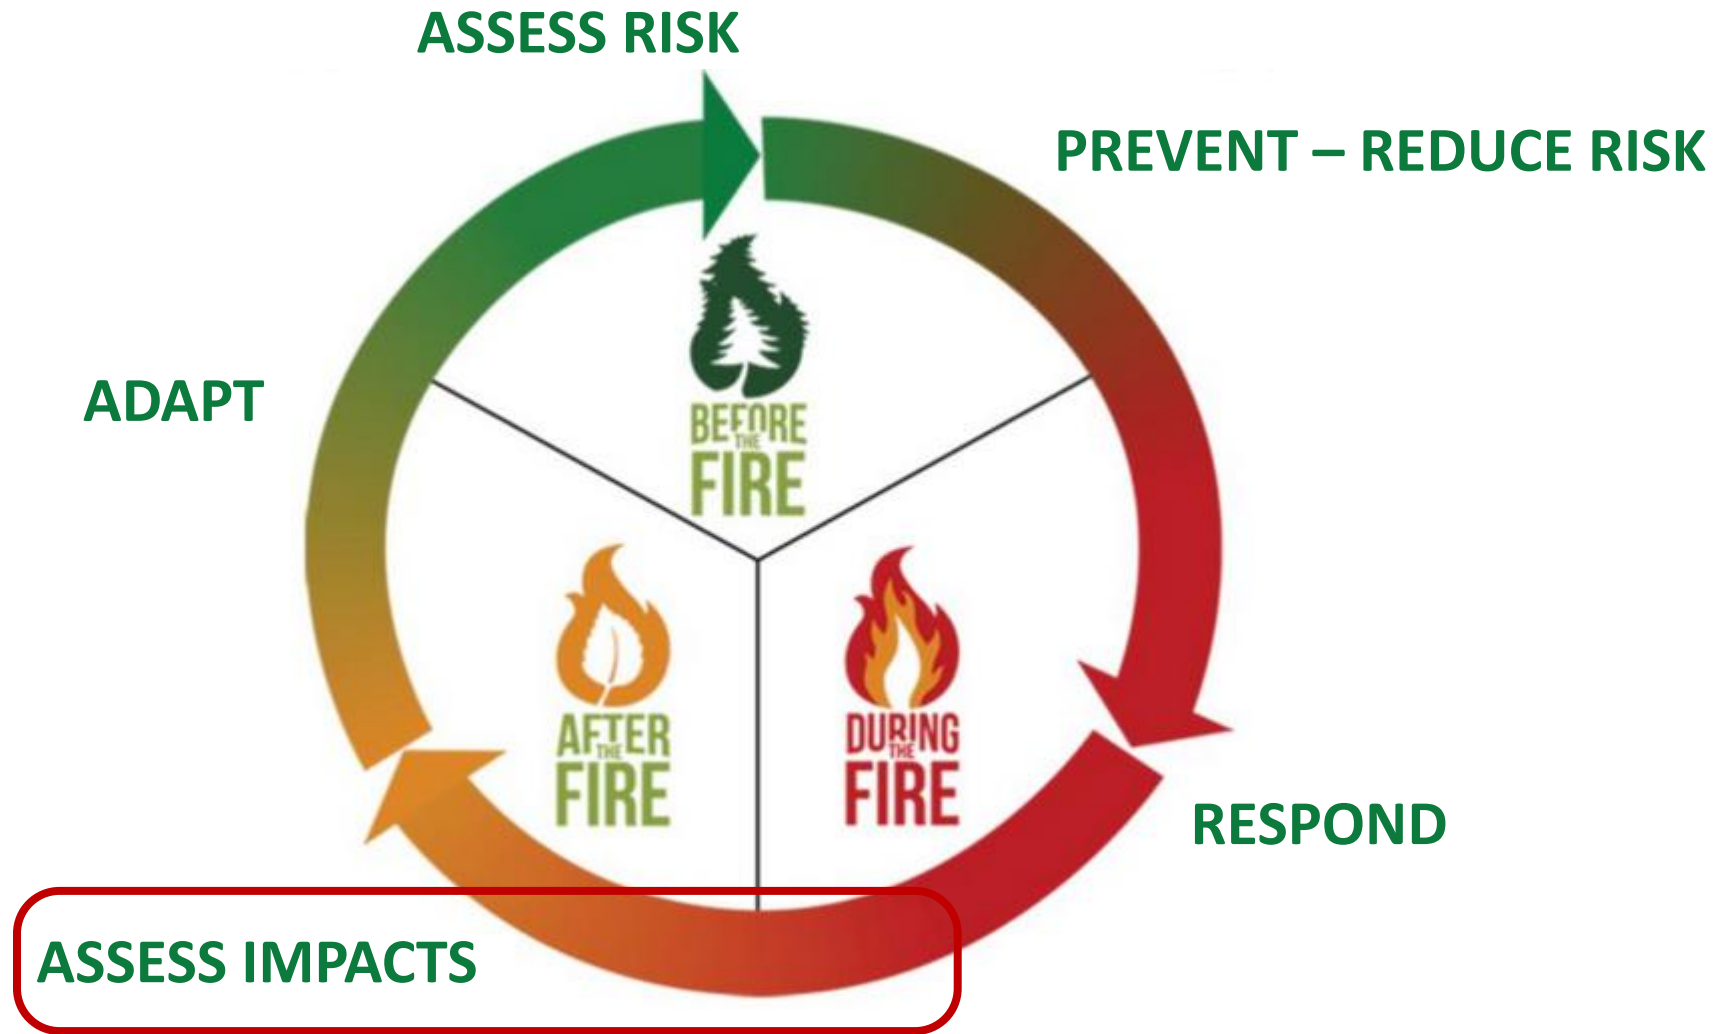 ASSESS RISK
PREVENT – REDUCE RISK
ADAPT
BEFORE
THE
FIRE
AFTER
THE
FIRE
DURING
THE
FIRE
RESPOND
ASSESS IMPACTS